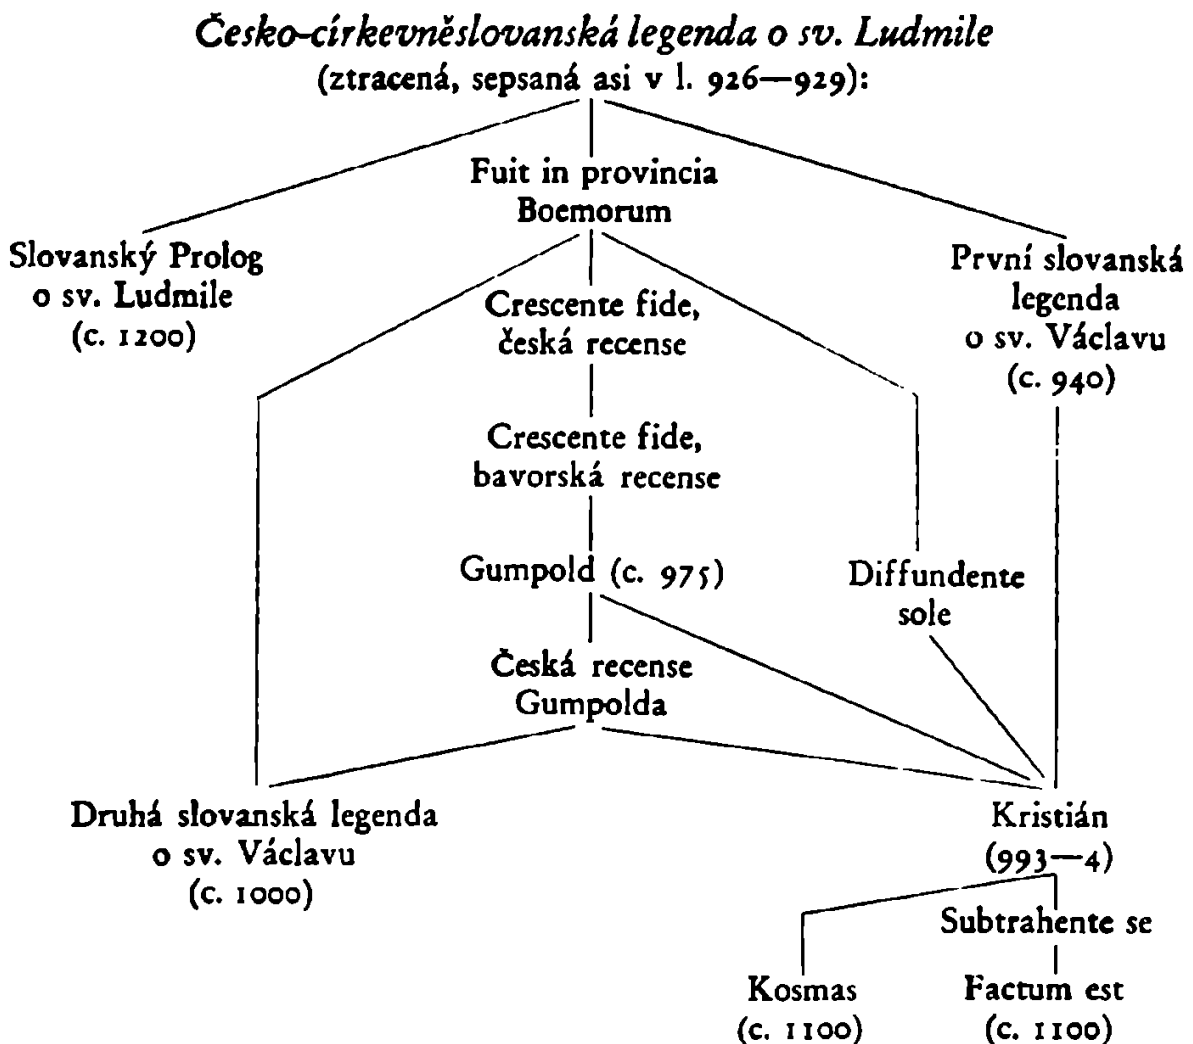 Česko-církevněslovanská legenda o sv. Ludmile
(ztracená, sepsaná asi v l. 926—929):
Fuit in provincia
Boemorum
Slovanský Prolog
o sv. Ludmile
(c. 1200)
První slovanská
legenda
o sv. Václavu
(c. 940)
Crescente fide,
česká recense
Crescente fide,
bavorská recense
Gumpold (c. 975)
Diffundente
sole
Česká recense
Gumpolda
Druhá slovanská legenda
o sv. Václavu
(c. 1000)
Kristián
(993—4)
Subtrahente se
Kosmas
(c. 1100)
Factum est
(c. 1100)